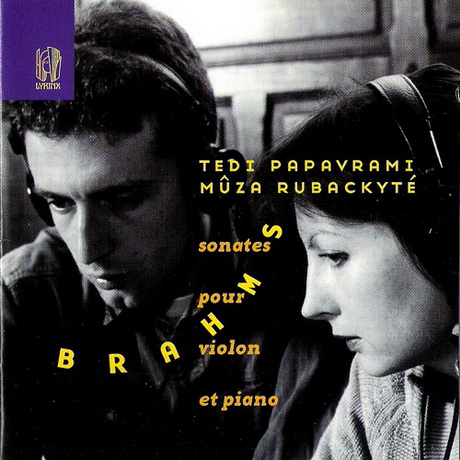 LYRINX
TEDI PAPAVRAMI
MÛZA RUBACKYTÉ
BRAHMS
sonates
pour
violon
et piano